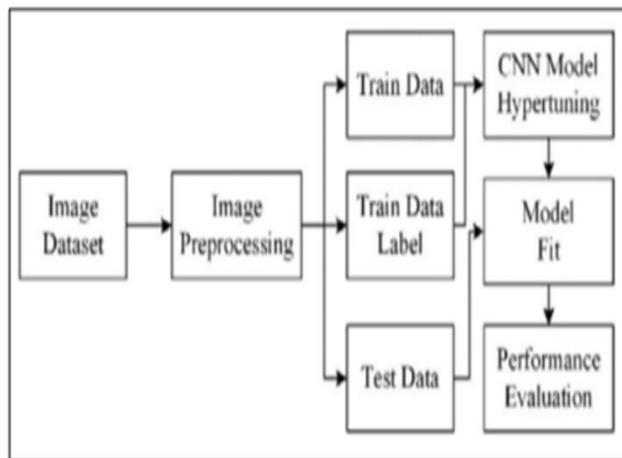 Image
Dataset
Image
Preprocessing
Train Data
Train Data
Label
Test Data
CNN Model
Hypertuning
Model
Fit
Performance
Evaluation